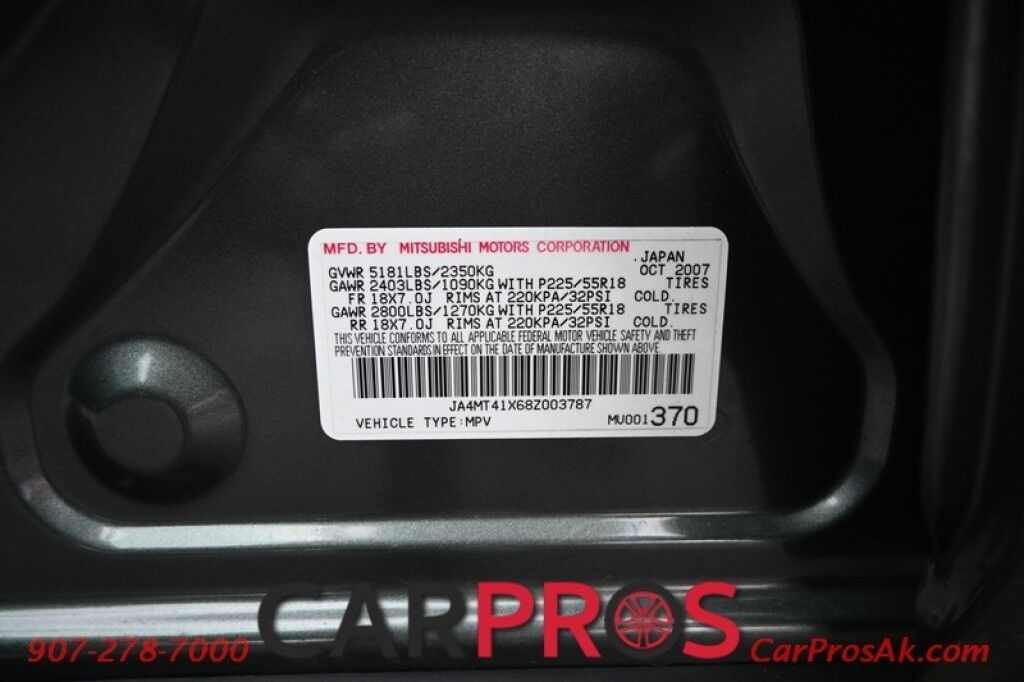 MFD. BY MITSUBISHI MOTORS CORPORATION .JAPAN
GVWR 5181LBS/2350KG OCT 2007
GAWR 2403LBS/1090KG WITH P225/55R18 TIRES
FR 18X7.0J RIMS AT 220KPA/32PSI COLD.
GAWR 2800LBS/1270KG WITH P225/55R18 TIRES
RR 18X7.0J RIMS AT 220KPA/32PSI COLD.
THIS VEHICLE CONFORMS TO ALL APPLICABLE FEDERAL MOTOR VEHICLE SAFETY AND THEFT
PREVENTION STANDARDS IN EFFECT ON THE DATE OF MANUFACTURE SHOWN ABOVE.
JA4MT41X68Z003787
VEHICLE TYPE:MPV MU001370
CARPROS
907-278-7000 CarProsAk.com